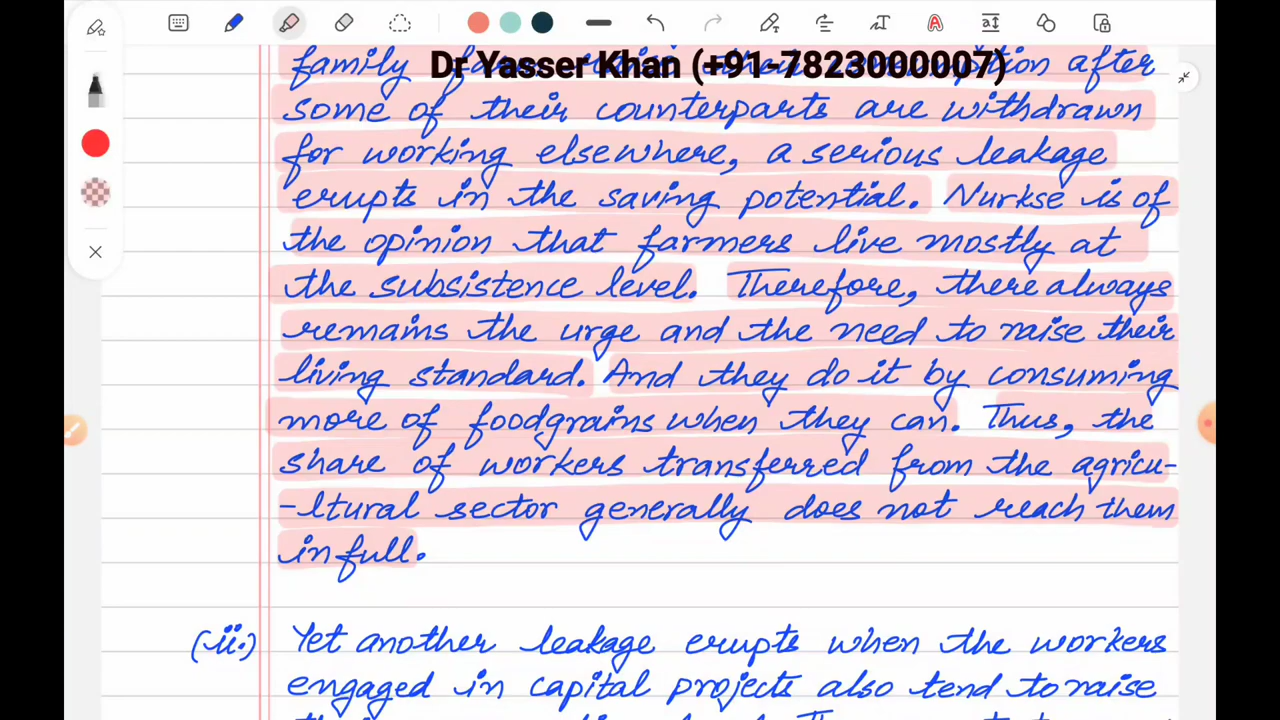 Dr Yasser Khan (+91-7823000007)
family after
some of their counterparts are withdrawn
for working elsewhere, a serious leakage
erupts in the saving potential. Nurkse is of
the opinion that farmers live mostly at
the subsistence level. Therefore, there always
remains the urge and the need to raise their
living standard. And they do it by consuming
more of foodgrains when they can. Thus, the
share of workers transferred from the agricu-
-ltural sector generally does not reach them
in full.
(ii.) Yet another leakage erupts when the workers
engaged in capital projects also tend to raise